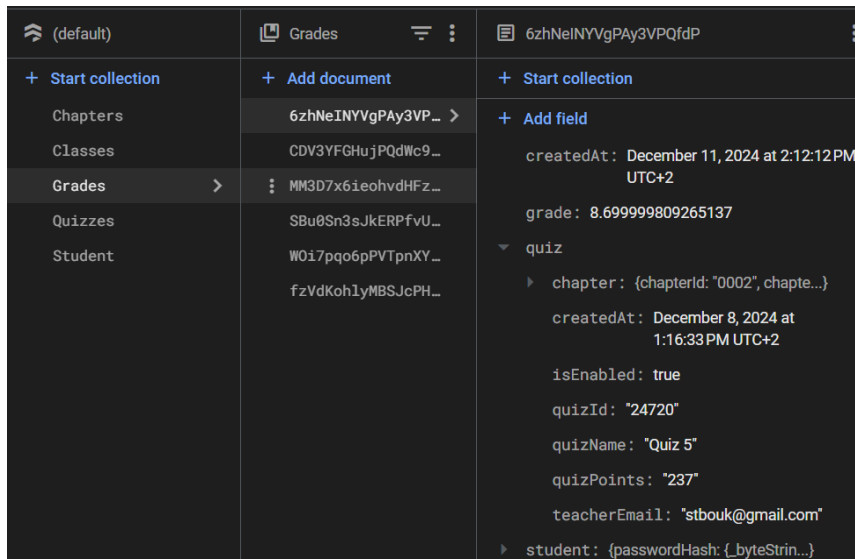 (default)
+ Start collection
Chapters
Classes
Grades
Quizzes
Student
Grades
+ Add document
6zhNeINYVgPAy3VP…
CDV3YFGHujPQdWc9…
MM3D7x6ieohvdHFz…
SBu0Sn3sJkERPfvU…
WOi7pqo6pPVTpnXY…
fzVdKohlyMBSJcPH…
6zhNeINYVgPAy3VPQfdP
+ Start collection
+ Add field
createdAt: December 11, 2024 at 2:12:12 PM
UTC+2
grade: 8.699999809265137
quiz
chapter: {chapterId: "0002", chapte...}
createdAt: December 8, 2024 at
1:16:33 PM UTC+2
isEnabled: true
quizId: "24720"
quizName: "Quiz 5"
quizPoints: "237"
teacherEmail: "stbouk@gmail.com"
student: {passwordHash: {_byteStrin...}